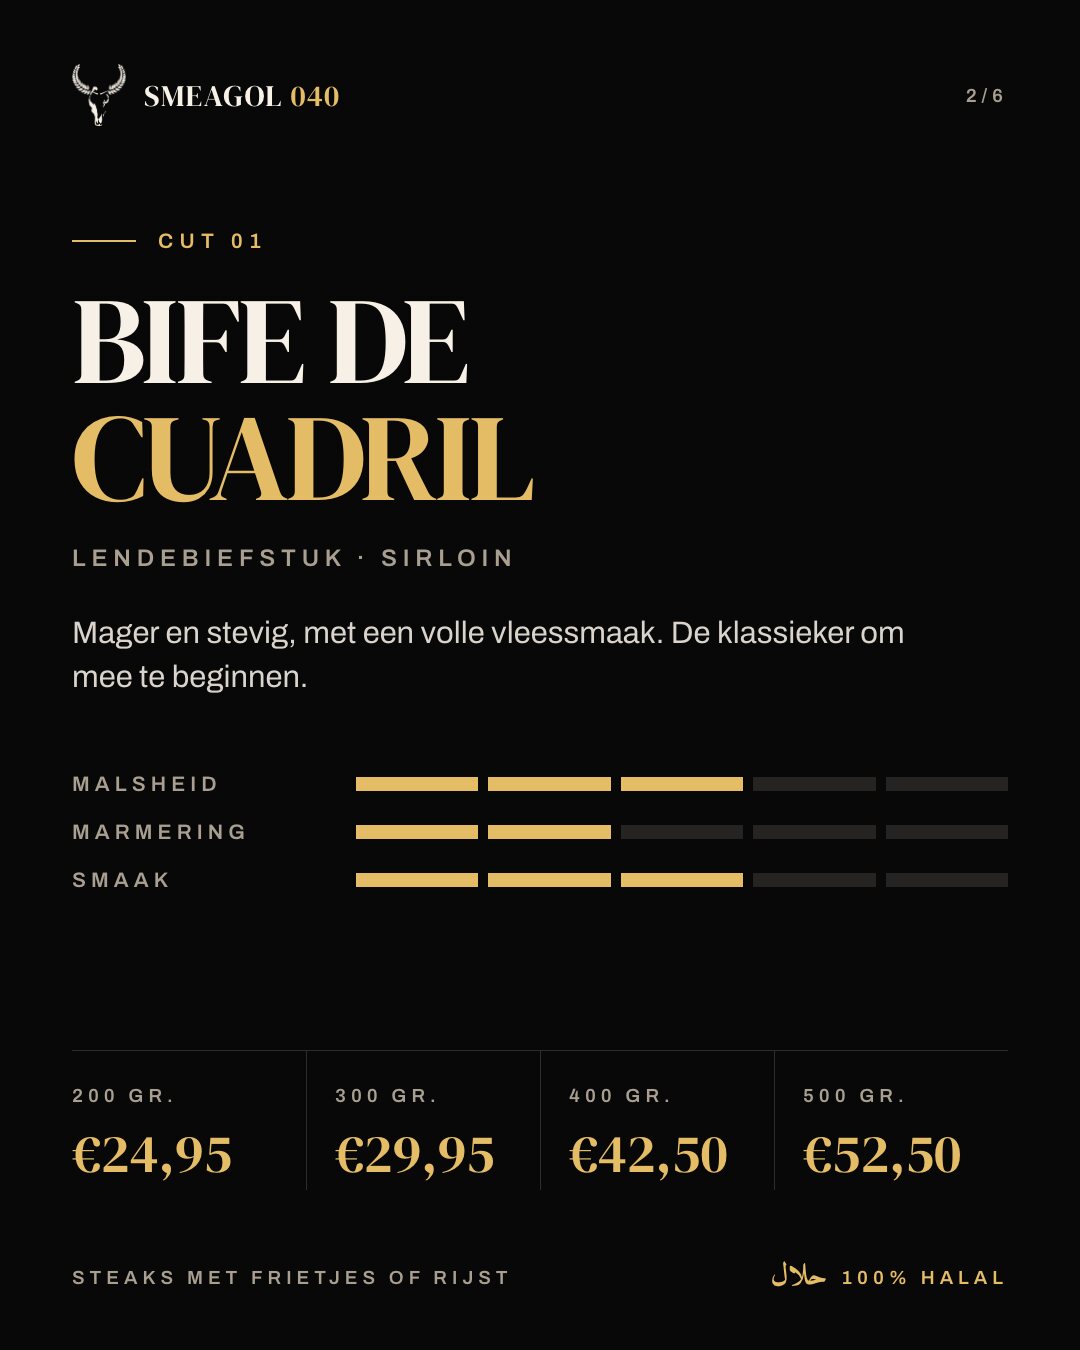 SMEAGOL 040
2/6
CUT 01
BIFE DE
CUADRIL
LENDEBIEFSTUK · SIRLOIN
Mager en stevig, met een volle vleessmaak. De klassieker om
mee te beginnen.
MALSHEID
MARMERING
SMAAK
200 GR. 300 GR. 400 GR. 500 GR.
€24,95 €29,95 €42,50 €52,50
STEAKS MET FRIETJES OF RIJST
حلال 100% HALAL